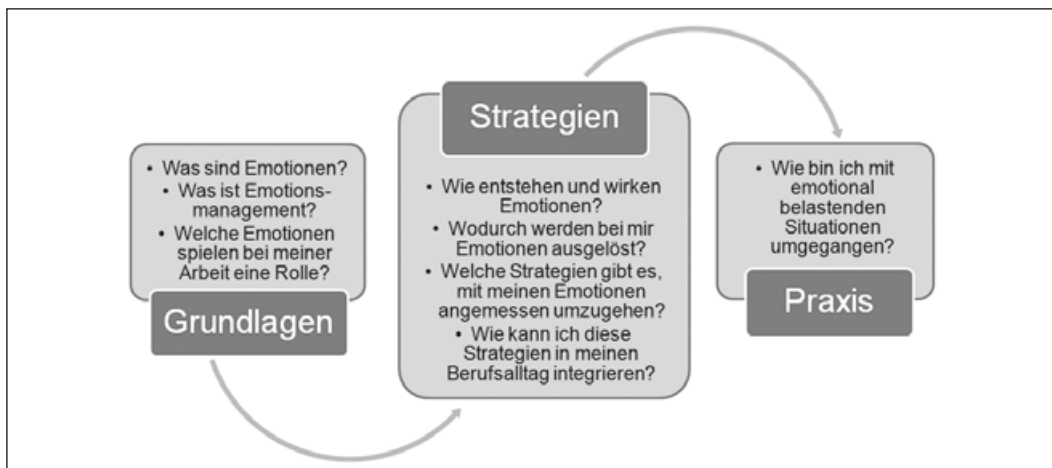 • Was sind Emotionen?
• Was ist Emotions-
management?
• Welche Emotionen
spielen bei meiner
Arbeit eine Rolle?
Grundlagen
Strategien
• Wie entstehen und wirken
Emotionen?
• Wodurch werden bei mir
Emotionen ausgelöst?
• Welche Strategien gibt es,
mit meinen Emotionen
angemessen umzugehen?
• Wie kann ich diese
Strategien in meinen
Berufsalltag integrieren?
• Wie bin ich mit
emotional
belastenden
Situationen
umgegangen?
Praxis